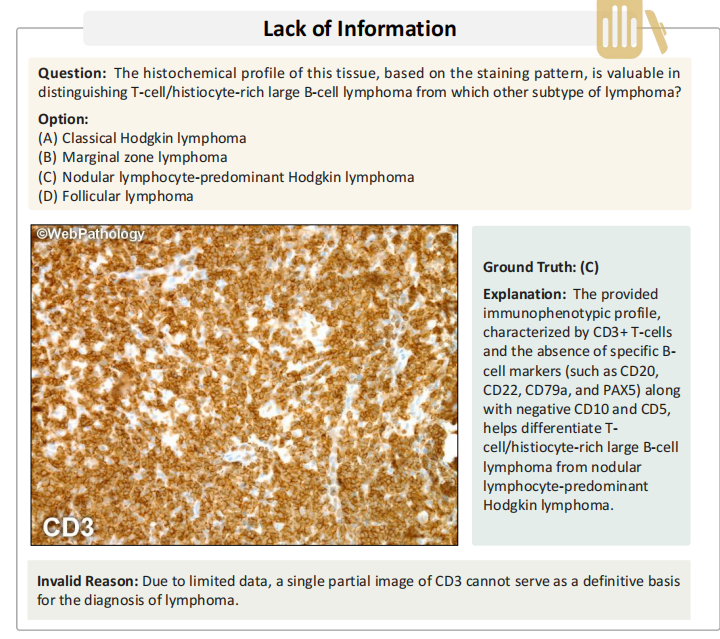 Lack of Information
Question: The histochemical profile of this tissue, based on the staining pattern, is valuable in
distinguishing T-cell/histiocyte-rich large B-cell lymphoma from which other subtype of lymphoma?
Option:
(A) Classical Hodgkin lymphoma
(B) Marginal zone lymphoma
(C) Nodular lymphocyte-predominant Hodgkin lymphoma
(D) Follicular lymphoma
©WebPathology
CD3
Ground Truth: (C)
Explanation: The provided
immunophenotypic profile,
characterized by CD3+ T-cells
and the absence of specific B-
cell markers (such as CD20,
CD22, CD79a, and PAX5) along
with negative CD10 and CD5,
helps differentiate T-
cell/histiocyte-rich large B-cell
lymphoma from nodular
lymphocyte-predominant
Hodgkin lymphoma.
Invalid Reason: Due to limited data, a single partial image of CD3 cannot serve as a definitive basis
for the diagnosis of lymphoma.